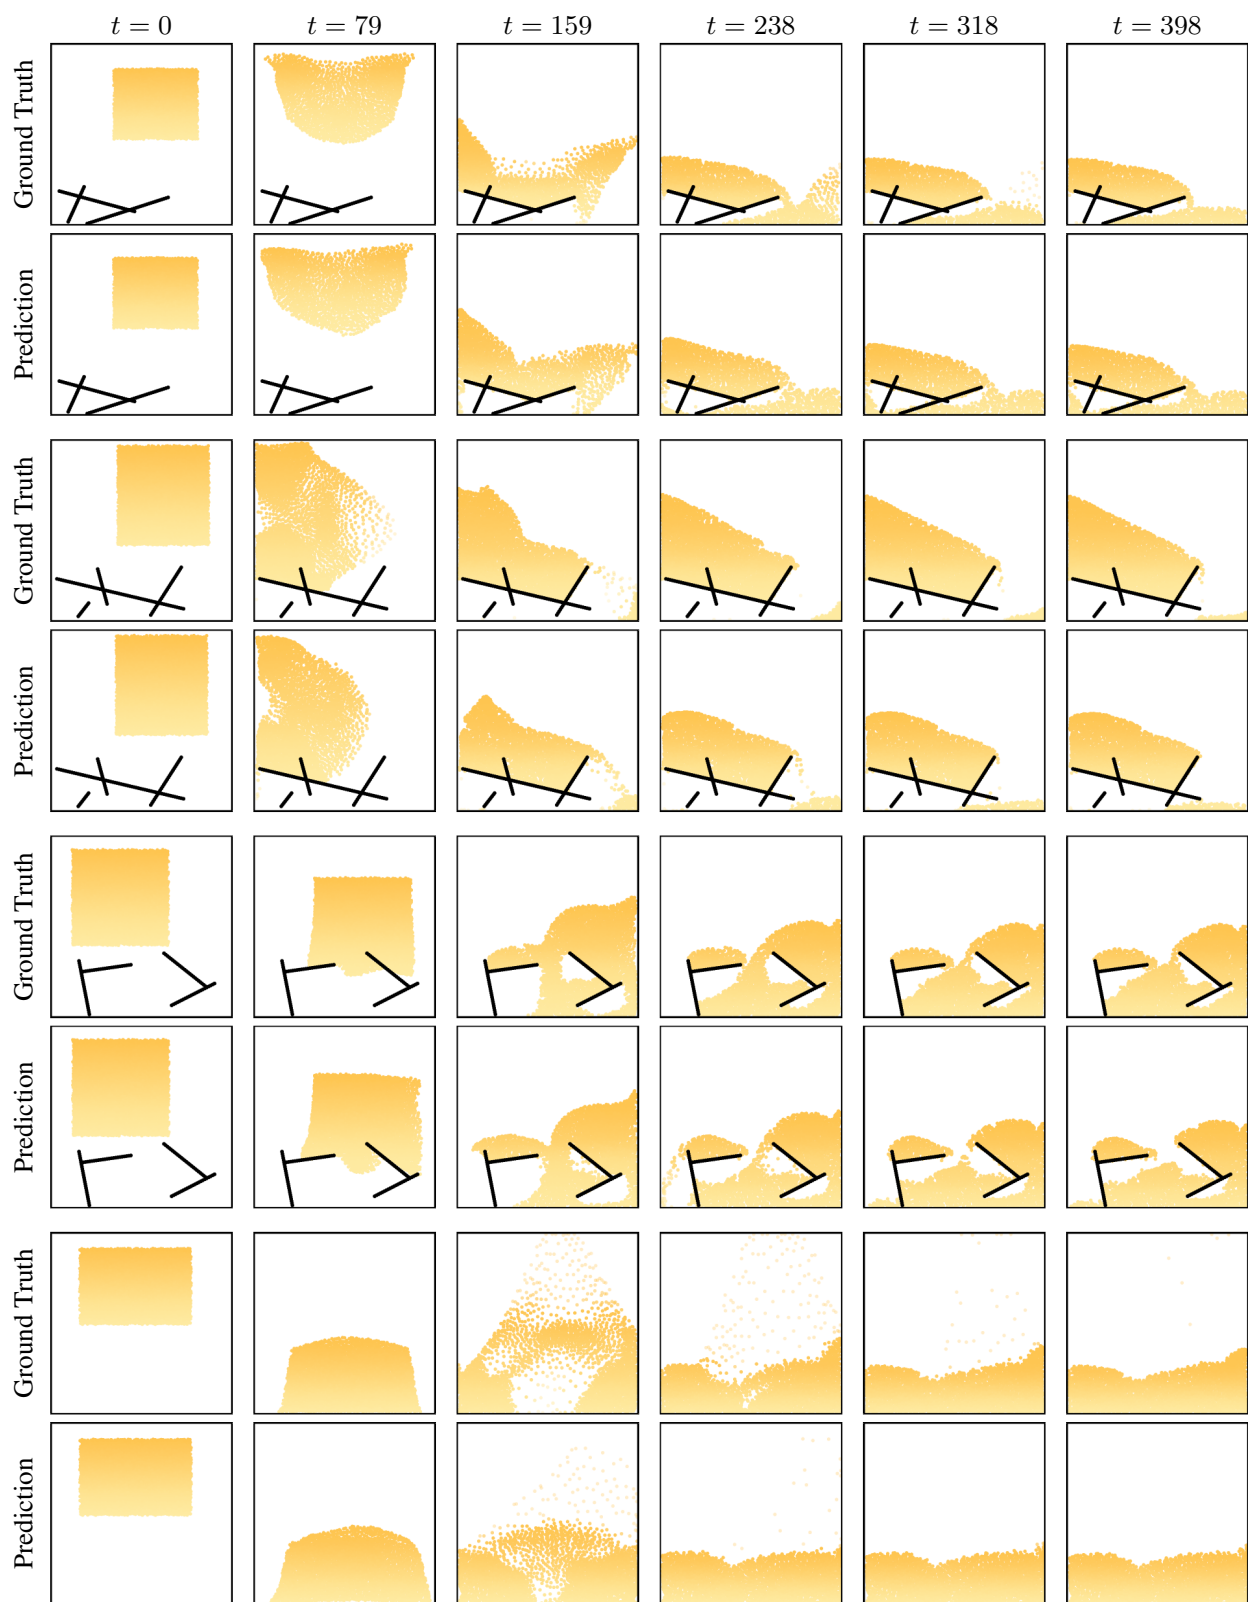 t = 0 t = 79 t = 159 t = 238 t = 318 t = 398
Ground Truth
Prediction
Ground Truth
Prediction
Ground Truth
Prediction
Ground Truth
Prediction